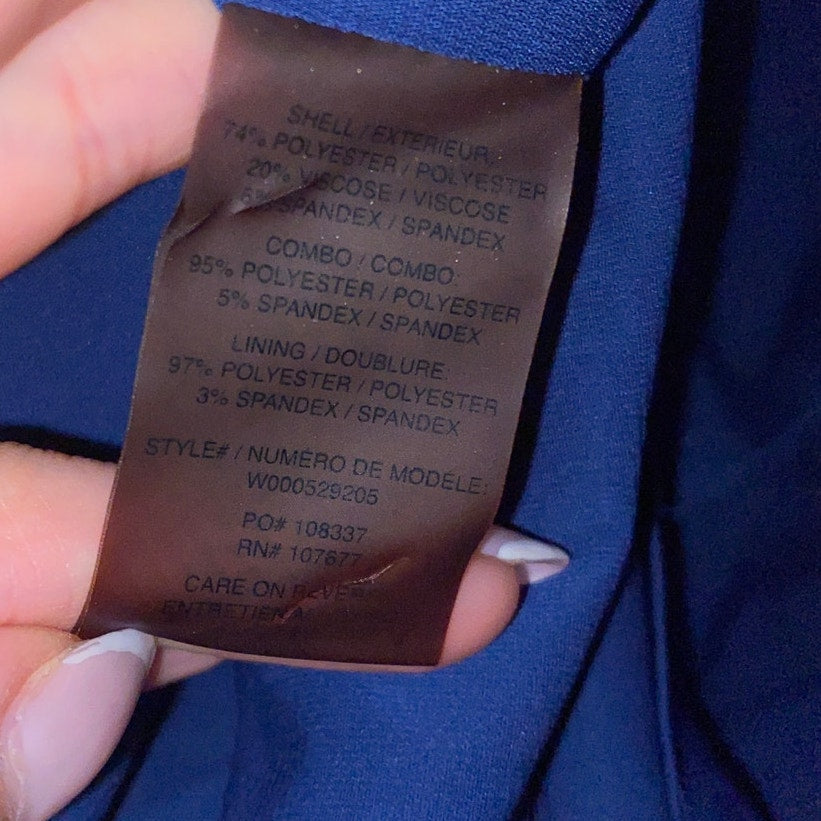 SHELL / EXTERIEUR:
74% POLYESTER / POLYESTER
20% VISCOSE / VISCOSE
6% SPANDEX / SPANDEX
COMBO / COMBO:
95% POLYESTER / POLYESTER
5% SPANDEX / SPANDEX
LINING / DOUBLURE:
97% POLYESTER / POLYESTER
3% SPANDEX / SPANDEX
STYLE# / NUMÉRO DE MODÈLE:
W000529205
PO# 108337
RN# 107677
CARE ON
ENTRETIEN